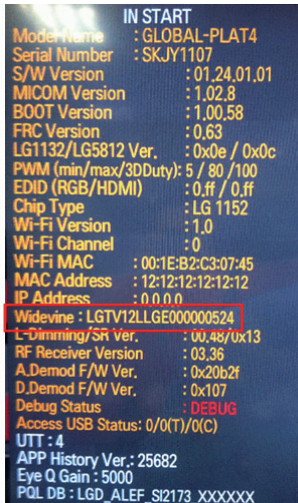 IN START
Model Name : GLOBAL-PLAT4
Serial Number : SKJY1107
S/W Version : 01.24.01.01
MICOM Version : 1.02.8
BOOT Version : 1.00.58
FRC Version : 0.63
LG1132/LG5812 Ver. : 0x0e / 0x0c
PWM (min/max/3DDuty): 5 / 80 /100
EDID (RGB/HDMI) : 0.ff / 0.ff
Chip Type : LG 1152
Wi-Fi Version : 1.0
Wi-Fi Channel : 0
Wi-Fi MAC : 00:1E:B2:C3:07:45
MAC Address : 12:12:12:12:12:12
IP Address : 0.0.0.0
Widevine : LGTV12LLGE000000524
L-Dimming/SR Ver. : 00.48/0x13
RF Receiver Version : 03.36
A.Demod F/W Ver. : 0x20b2f
D.Demod F/W Ver. : 0x107
Debug Status : DEBUG
Access USB Status: 0/0(T)/0(C)
UTT : 4
APP History Ver.: 25682
Eye Q Gain : 5000
PQL DB : LGD_ALEF_SI2173_XXXXXX